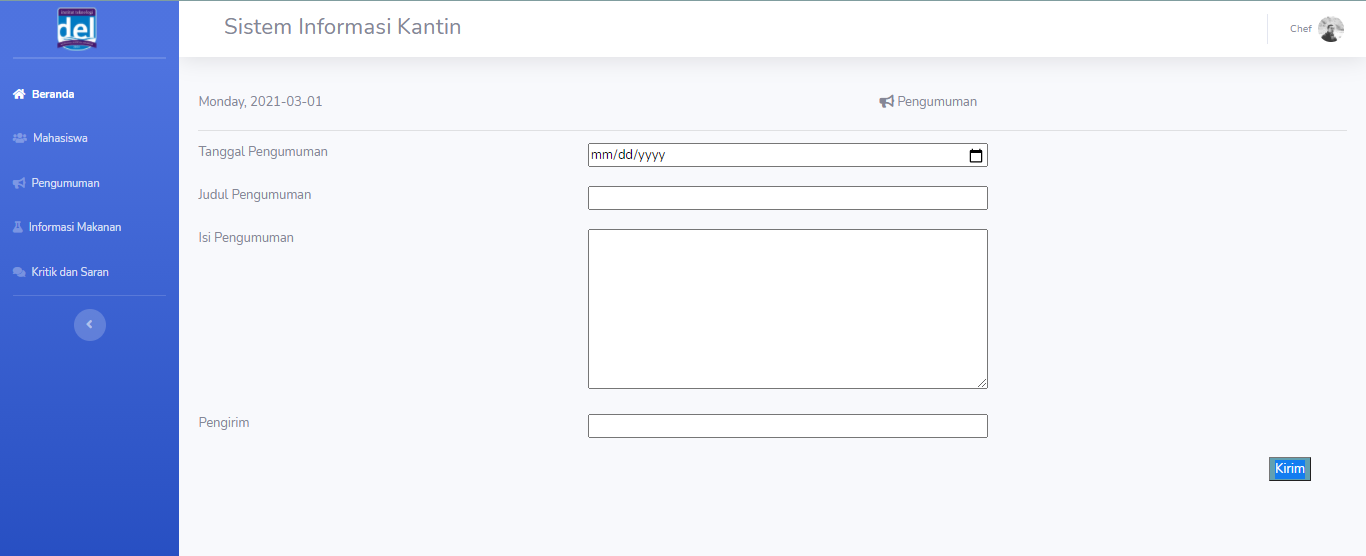 del
Sistem Informasi Kantin
Chef
Beranda
Mahasiswa
Pengumuman
Informasi Makanan
Kritik dan Saran
Monday, 2021-03-01
Pengumuman
Tanggal Pengumuman
mm/dd/yyyy
Judul Pengumuman
Isi Pengumuman
Pengirim
Kirim